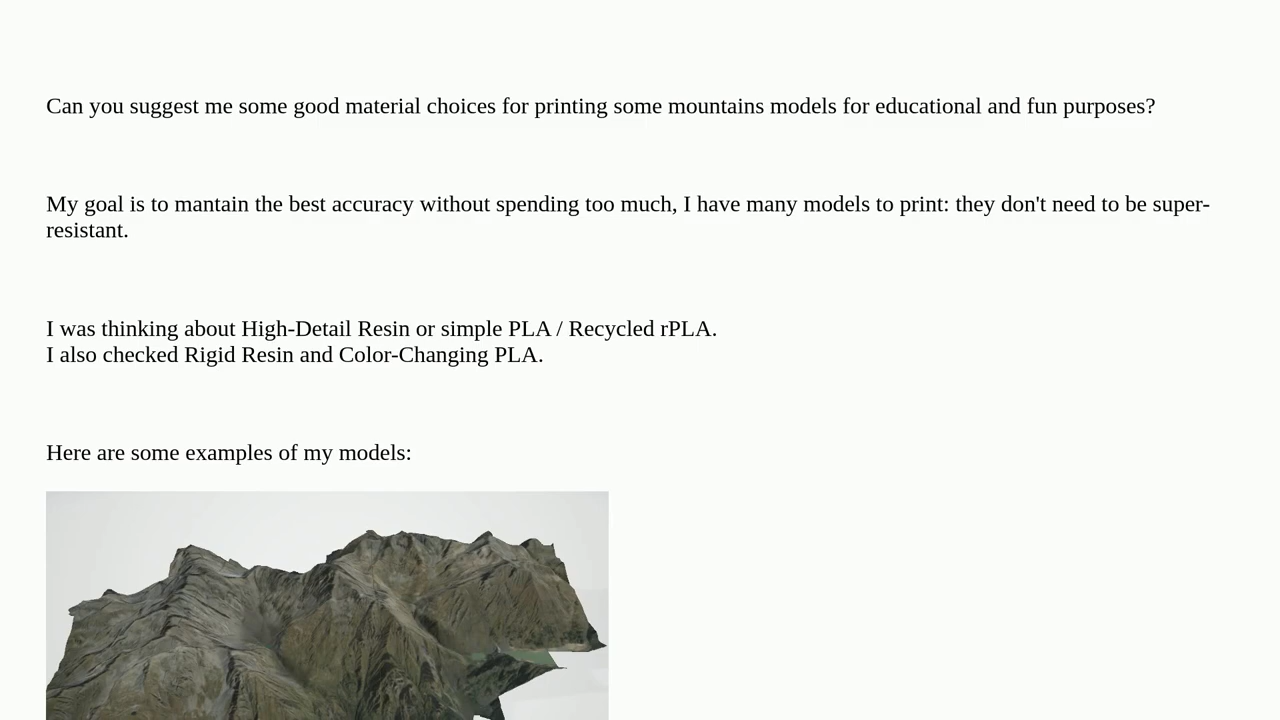 Can you suggest me some good material choices for printing some mountains models for educational and fun purposes?
My goal is to mantain the best accuracy without spending too much, I have many models to print: they don't need to be super-
resistant.
I was thinking about High-Detail Resin or simple PLA / Recycled rPLA.
I also checked Rigid Resin and Color-Changing PLA.
Here are some examples of my models: